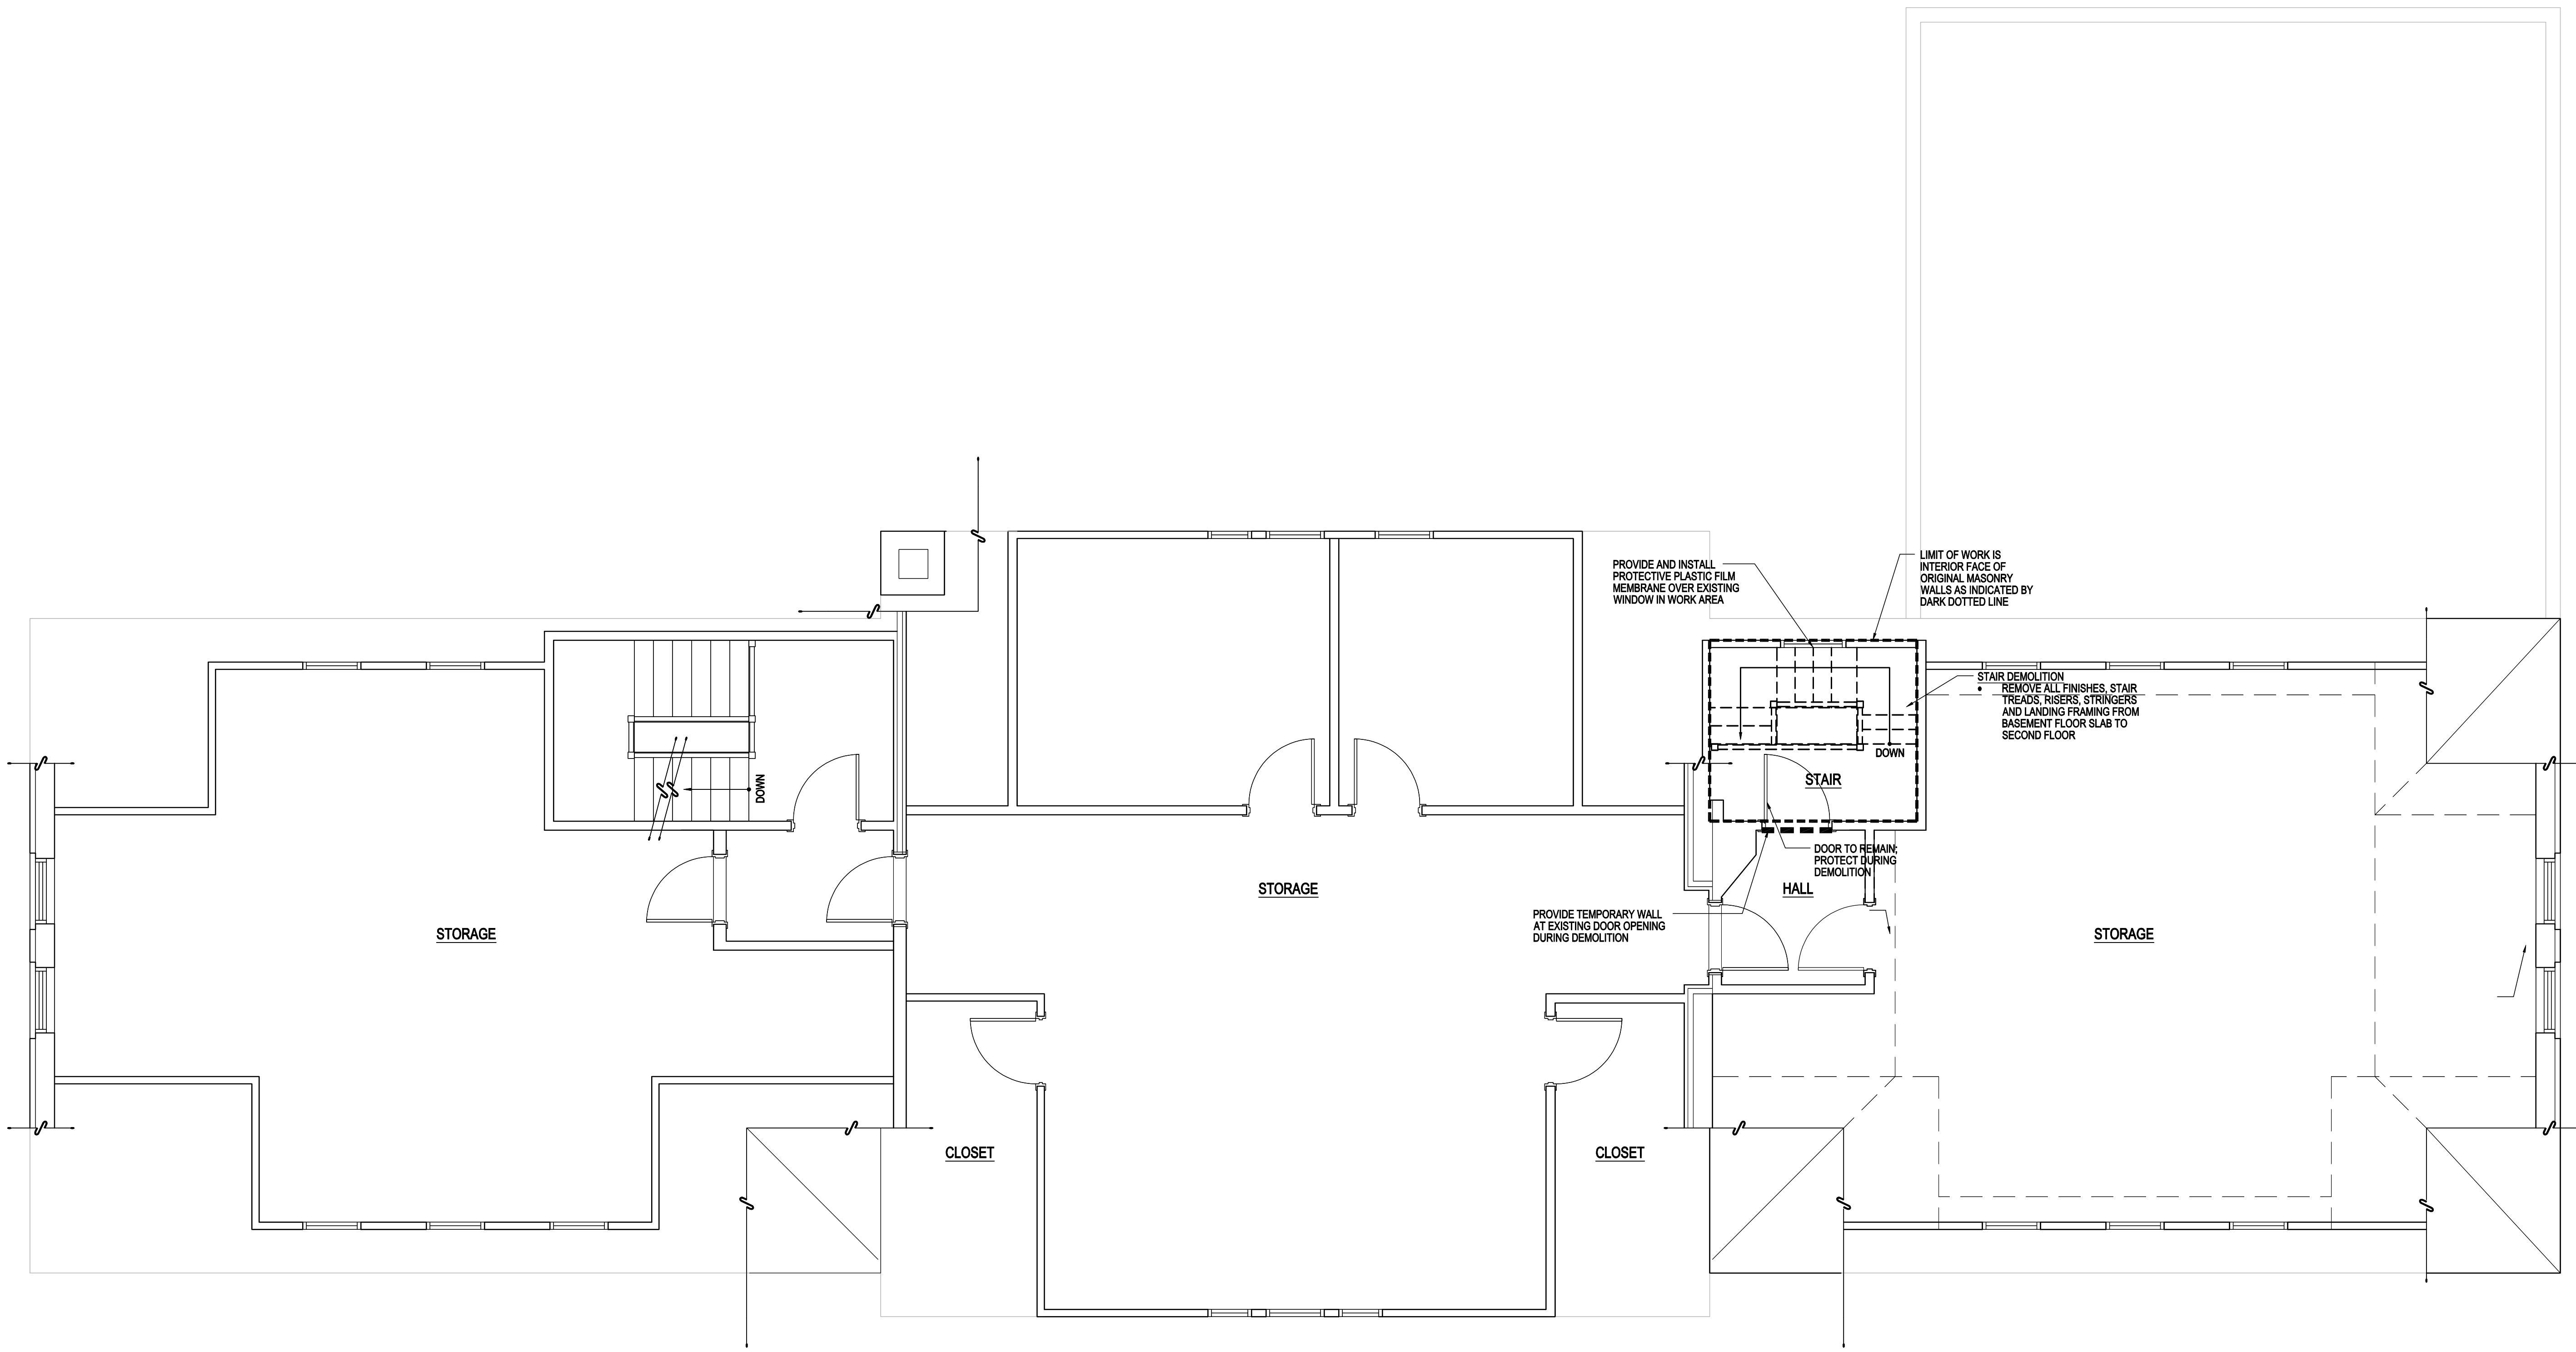 LIMIT OF WORK IS
INTERIOR FACE OF
ORIGINAL MASONRY
WALLS AS INDICATED BY
DARK DOTTED LINE
PROVIDE AND INSTALL
PROTECTIVE PLASTIC FILM
MEMBRANE OVER EXISTING
WINDOW IN WORK AREA
STAIR DEMOLITION
• REMOVE ALL FINISHES, STAIR
TREADS, RISERS, STRINGERS
AND LANDING FRAMING FROM
BASEMENT FLOOR SLAB TO
SECOND FLOOR
DOWN
STAIR
DOWN
DOOR TO REMAIN;
PROTECT DURING
DEMOLITION
STORAGE
HALL
PROVIDE TEMPORARY WALL
AT EXISTING DOOR OPENING
DURING DEMOLITION
STORAGE
STORAGE
CLOSET
CLOSET